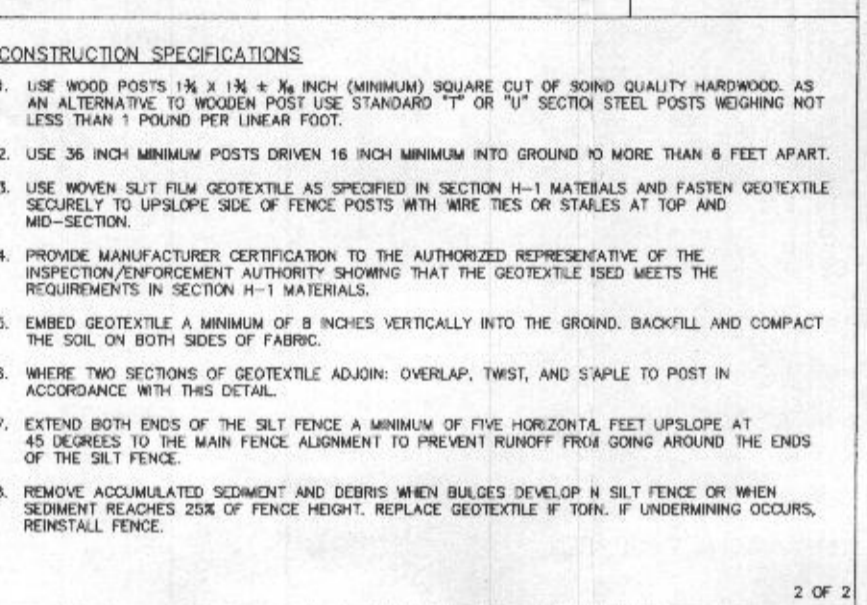 CONSTRUCTION SPECIFICATIONS
1. USE WOOD POSTS 1¾ X 1¾ ± 1/16 INCH (MINIMUM) SQUARE CUT OF SOIND QUALITY HARDWOOD. AS
AN ALTERNATIVE TO WOODEN POST USE STANDARD "T" OR "U" SECTION STEEL POSTS WEIGHING NOT
LESS THAN 1 POUND PER LINEAR FOOT.
2. USE 36 INCH MINIMUM POSTS DRIVEN 16 INCH MINIMUM INTO GROUND NO MORE THAN 6 FEET APART.
3. USE WOVEN SLIT FILM GEOTEXTILE AS SPECIFIED IN SECTION H-1 MATERIALS AND FASTEN GEOTEXTILE
SECURELY TO UPSLOPE SIDE OF FENCE POSTS WITH WIRE TIES OR STAPLES AT TOP AND
MID-SECTION.
4. PROVIDE MANUFACTURER CERTIFICATION TO THE AUTHORIZED REPRESENTATIVE OF THE
INSPECTION/ENFORCEMENT AUTHORITY SHOWING THAT THE GEOTEXTILE ISED MEETS THE
REQUIREMENTS IN SECTION H-1 MATERIALS.
5. EMBED GEOTEXTILE A MINIMUM OF 8 INCHES VERTICALLY INTO THE GROIND. BACKFILL AND COMPACT
THE SOIL ON BOTH SIDES OF FABRIC.
6. WHERE TWO SECTIONS OF GEOTEXTILE ADJOIN: OVERLAP, TWIST, AND STAPLE TO POST IN
ACCORDANCE WITH THIS DETAIL.
7. EXTEND BOTH ENDS OF THE SILT FENCE A MINIMUM OF FIVE HORIZONTAL FEET UPSLOPE AT
45 DEGREES TO THE MAIN FENCE ALIGNMENT TO PREVENT RUNOFF FROM GOING AROUND THE ENDS
OF THE SILT FENCE.
8. REMOVE ACCUMULATED SEDIMENT AND DEBRIS WHEN BULGES DEVELOP N SILT FENCE OR WHEN
SEDIMENT REACHES 25% OF FENCE HEIGHT. REPLACE GEOTEXTILE IF TORN. IF UNDERMINING OCCURS,
REINSTALL FENCE.
2 OF 2